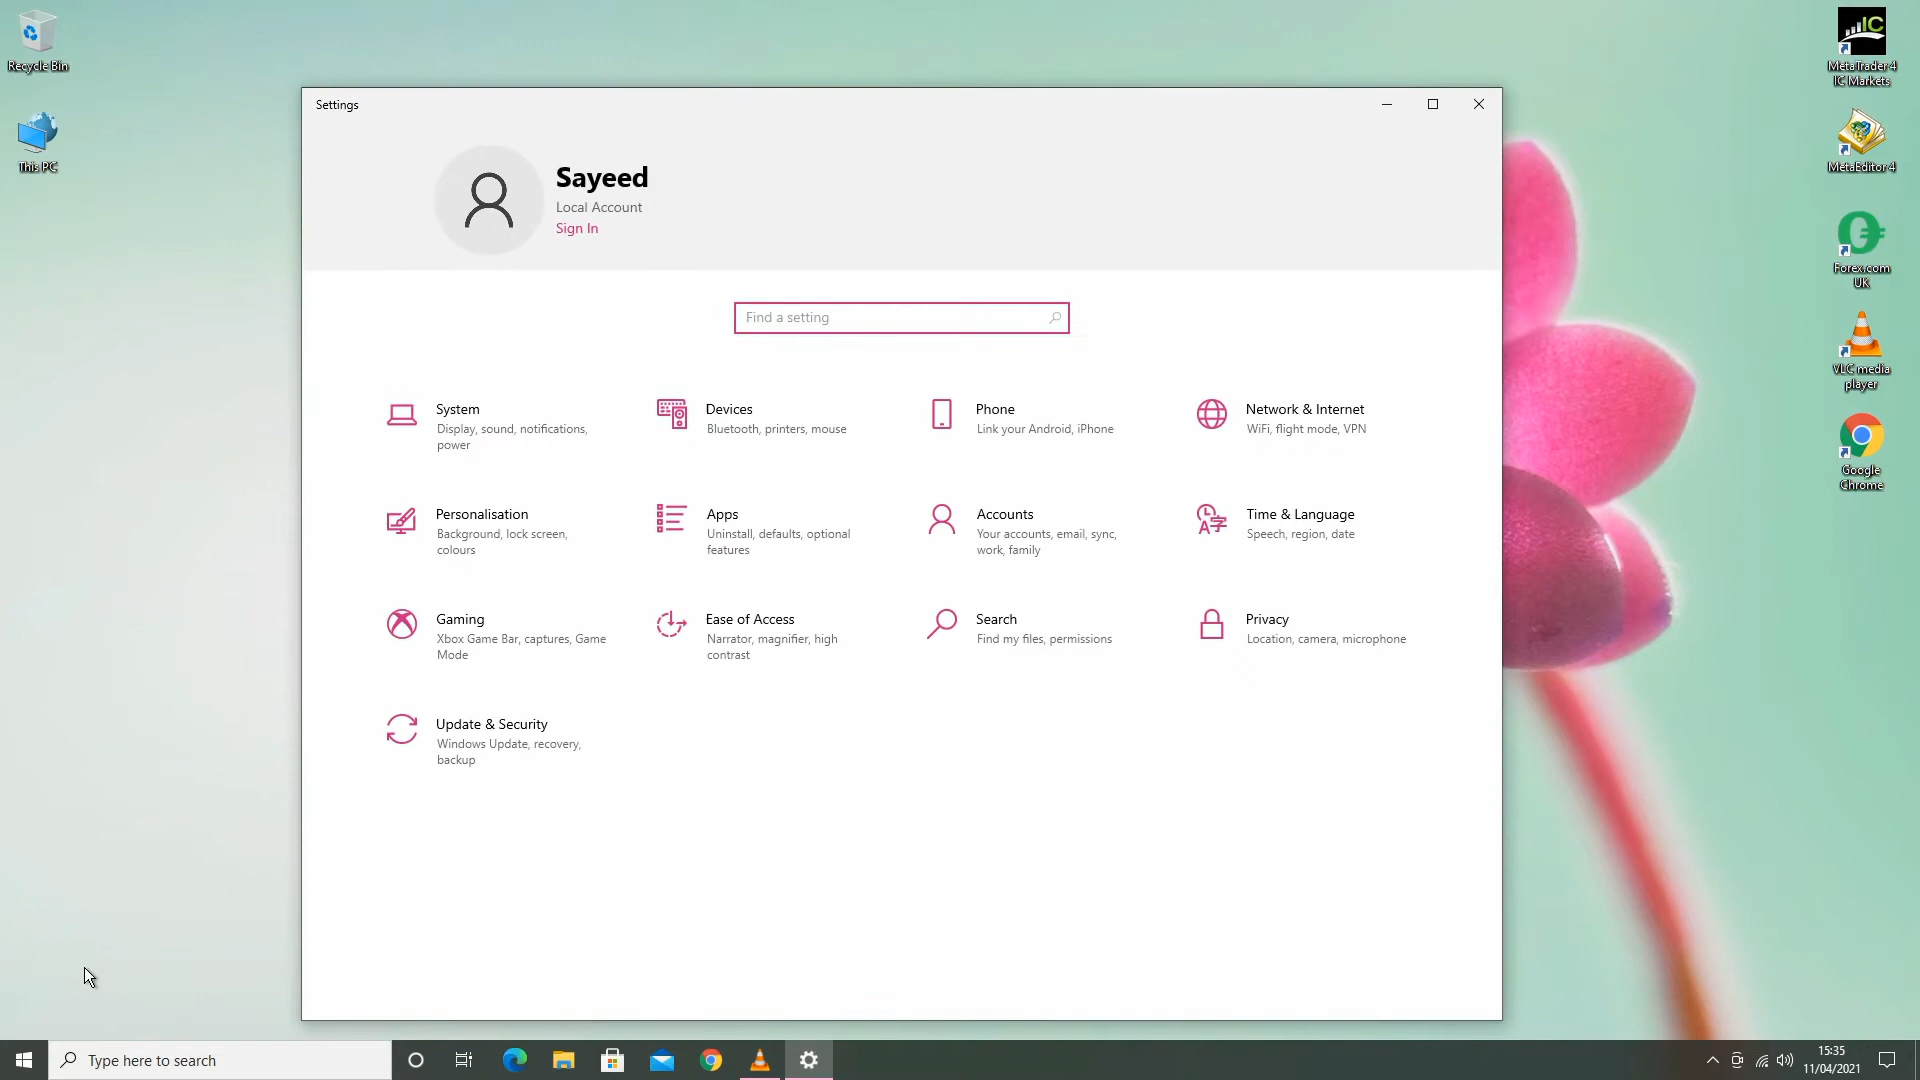 Recycle Bin
This PC
Settings
Sayeed
Local Account
Sign In
Find a setting
System
Display, sound, notifications,
power
Devices
Bluetooth, printers, mouse
Phone
Link your Android, iPhone
Network & Internet
WiFi, flight mode, VPN
Personalisation
Background, lock screen,
colours
Apps
Uninstall, defaults, optional
features
Accounts
Your accounts, email, sync,
work, family
Time & Language
Speech, region, date
Gaming
Xbox Game Bar, captures, Game
Mode
Ease of Access
Narrator, magnifier, high
contrast
Search
Find my files, permissions
Privacy
Location, camera, microphone
Update & Security
Windows Update, recovery,
backup
IC
MetaTrader 4
IC Markets
MetaEditor 4
Forex.com
UK
VLC media
player
Google
Chrome
Type here to search
15:35
11/04/2021